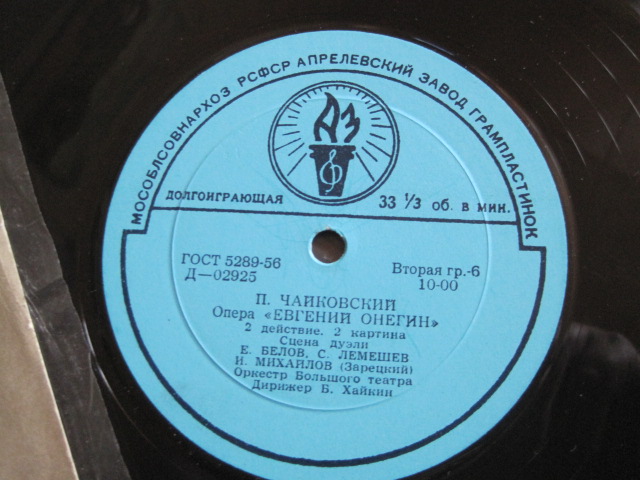 МОСОБЛСОВНАРХОЗ РСФСР АПРЕЛЕВСКИЙ ЗАВОД ГРАМПЛАСТИНОК
АЗ
ДОЛГОИГРАЮЩАЯ 33 ⅓ об. в мин.
ГОСТ 5289-56 Вторая гр.-6
Д—02925 10-00
П. ЧАЙКОВСКИЙ
Опера «ЕВГЕНИЙ ОНЕГИН»
2 действие. 2 картина
Сцена дуэли
Е. БЕЛОВ, С. ЛЕМЕШЕВ
И. МИХАЙЛОВ (Зарецкий)
Оркестр Большого театра
Дирижер Б. Хайкин